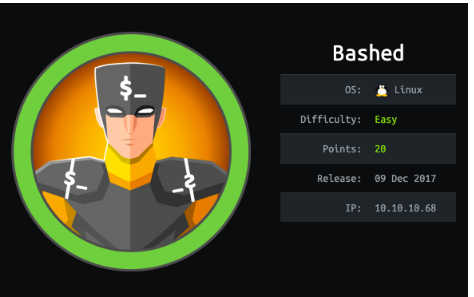 Bashed
OS: Linux
Difficulty: Easy
Points: 20
Release: 09 Dec 2017
IP: 10.10.10.68
$_
$_
$_